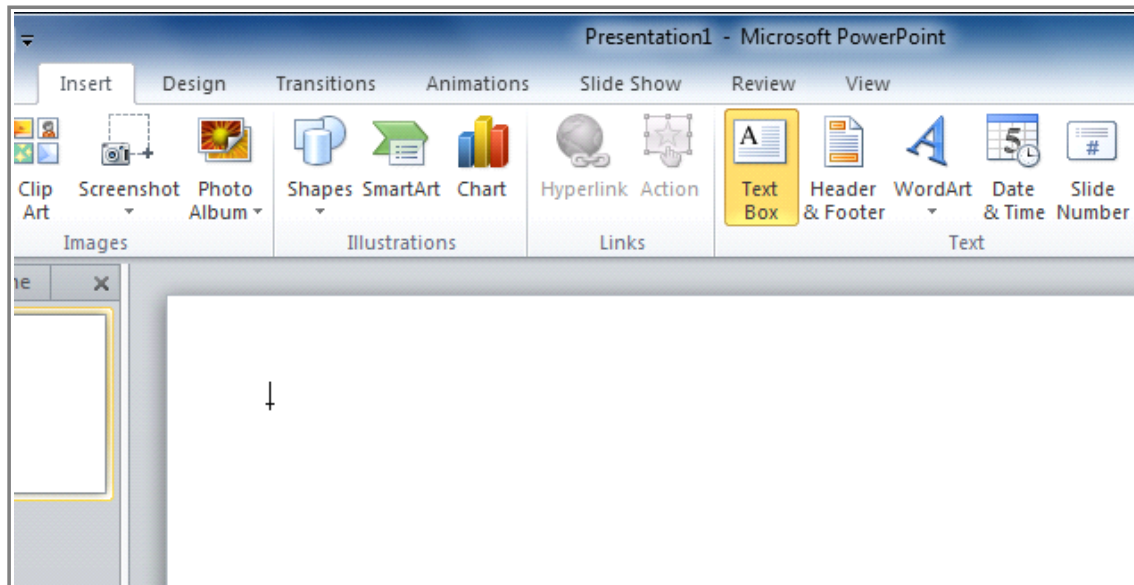 Presentation1 - Microsoft PowerPoint
Insert Design Transitions Animations Slide Show Review View
Clip Art
Screenshot
Photo Album
Shapes
SmartArt
Chart
Hyperlink
Action
A
Text Box
Header & Footer
A
WordArt
5
Date & Time
#
Slide Number
Images Illustrations Links Text